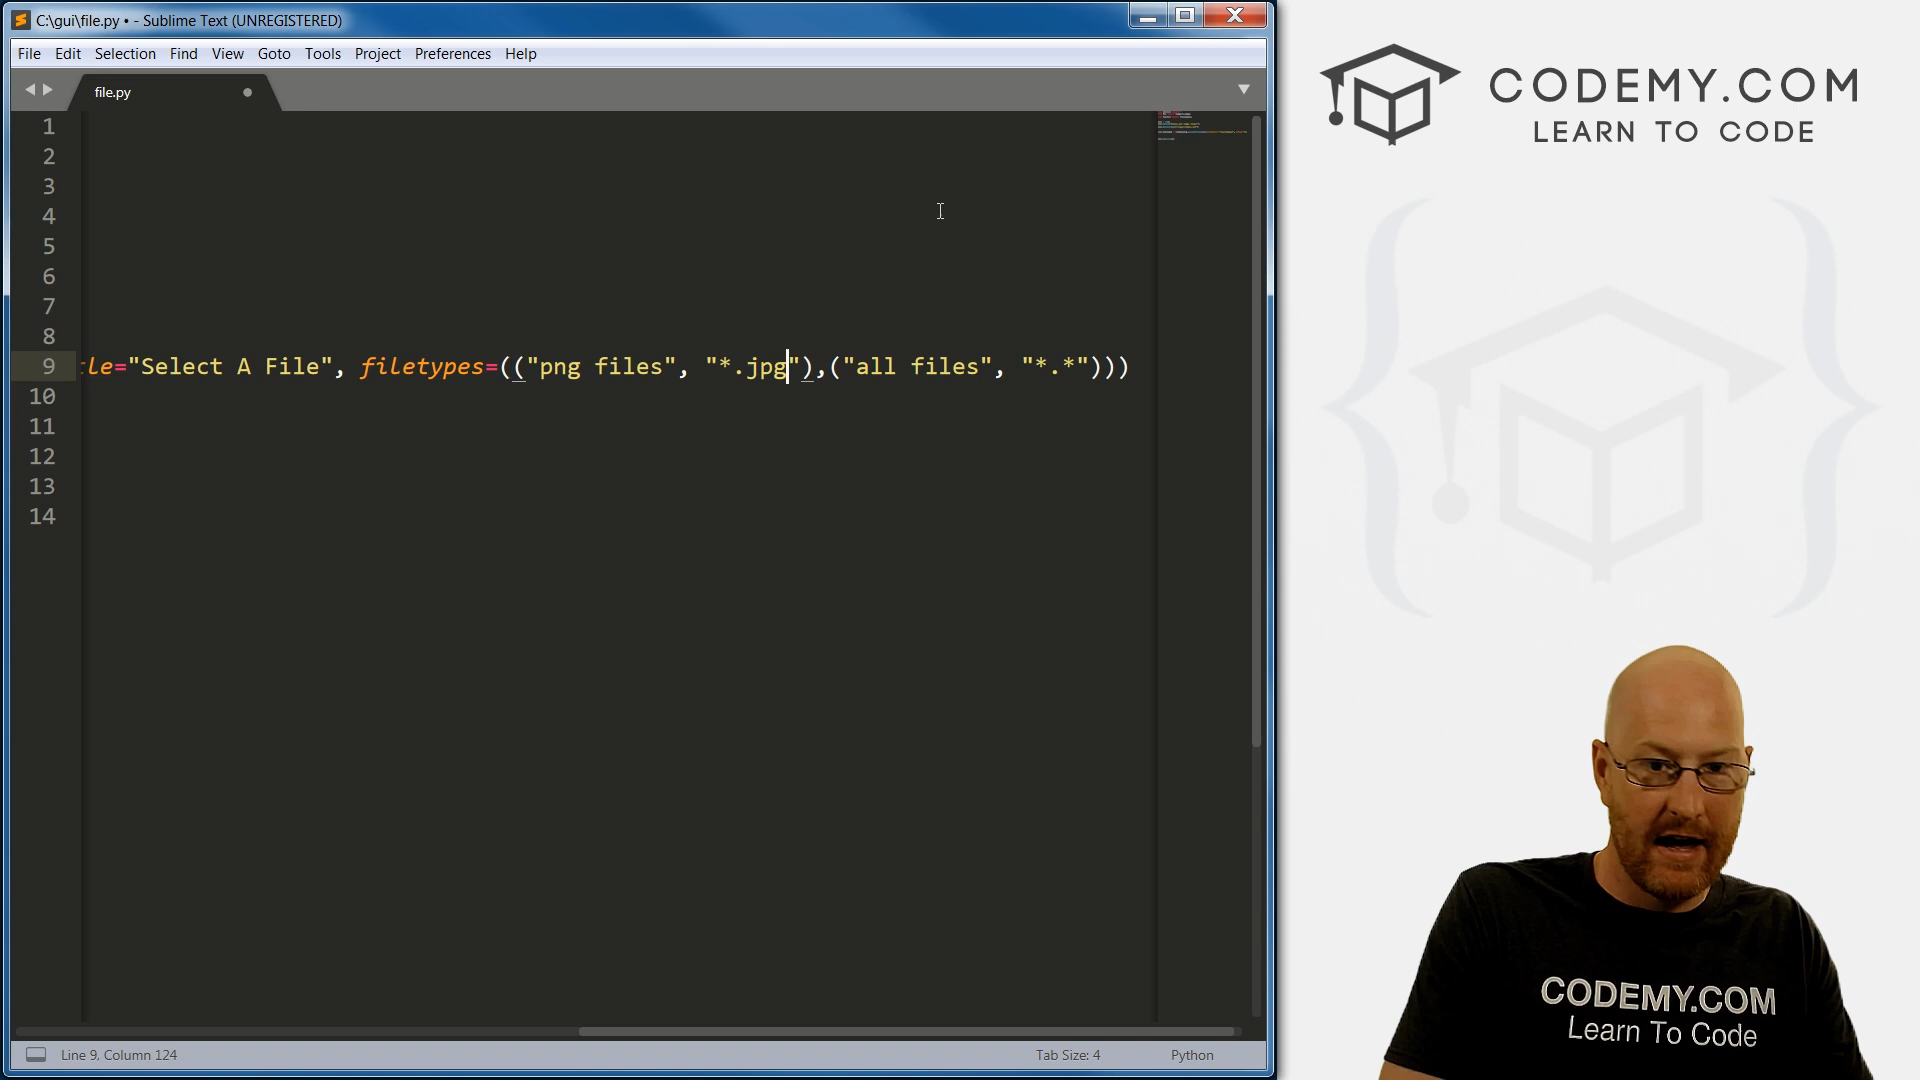 C:\gui\file.py • - Sublime Text (UNREGISTERED)
File Edit Selection Find View Goto Tools Project Preferences Help
file.py
1
2
3
4
5
6
7
8
9 tle="Select A File", filetypes=(("png files", "*.jpg"),("all files", "*.*")))
10
11
12
13
14
Line 9, Column 124
Tab Size: 4
Python
CODEMY.COM
LEARN TO CODE
CODEMY.COM
Learn To Code